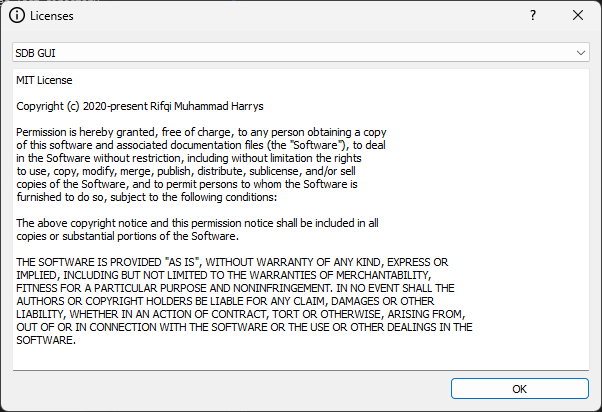 Licenses
?
SDB GUI
MIT License
Copyright (c) 2020-present Rifqi Muhammad Harrys
Permission is hereby granted, free of charge, to any person obtaining a copy
of this software and associated documentation files (the "Software"), to deal
in the Software without restriction, including without limitation the rights
to use, copy, modify, merge, publish, distribute, sublicense, and/or sell
copies of the Software, and to permit persons to whom the Software is
furnished to do so, subject to the following conditions:
The above copyright notice and this permission notice shall be included in all
copies or substantial portions of the Software.
THE SOFTWARE IS PROVIDED "AS IS", WITHOUT WARRANTY OF ANY KIND, EXPRESS OR
IMPLIED, INCLUDING BUT NOT LIMITED TO THE WARRANTIES OF MERCHANTABILITY,
FITNESS FOR A PARTICULAR PURPOSE AND NONINFRINGEMENT. IN NO EVENT SHALL THE
AUTHORS OR COPYRIGHT HOLDERS BE LIABLE FOR ANY CLAIM, DAMAGES OR OTHER
LIABILITY, WHETHER IN AN ACTION OF CONTRACT, TORT OR OTHERWISE, ARISING FROM,
OUT OF OR IN CONNECTION WITH THE SOFTWARE OR THE USE OR OTHER DEALINGS IN THE
SOFTWARE.
OK